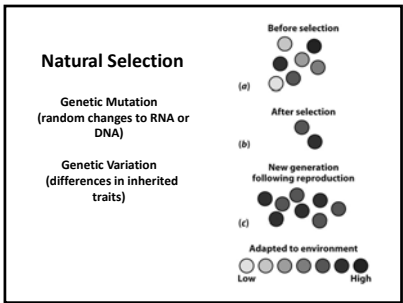 Natural Selection
Genetic Mutation
(random changes to RNA or
DNA)
Genetic Variation
(differences in inherited
traits)
Before selection
(a)
After selection
(b)
New generation
following reproduction
(c)
Adapted to environment
Low
High